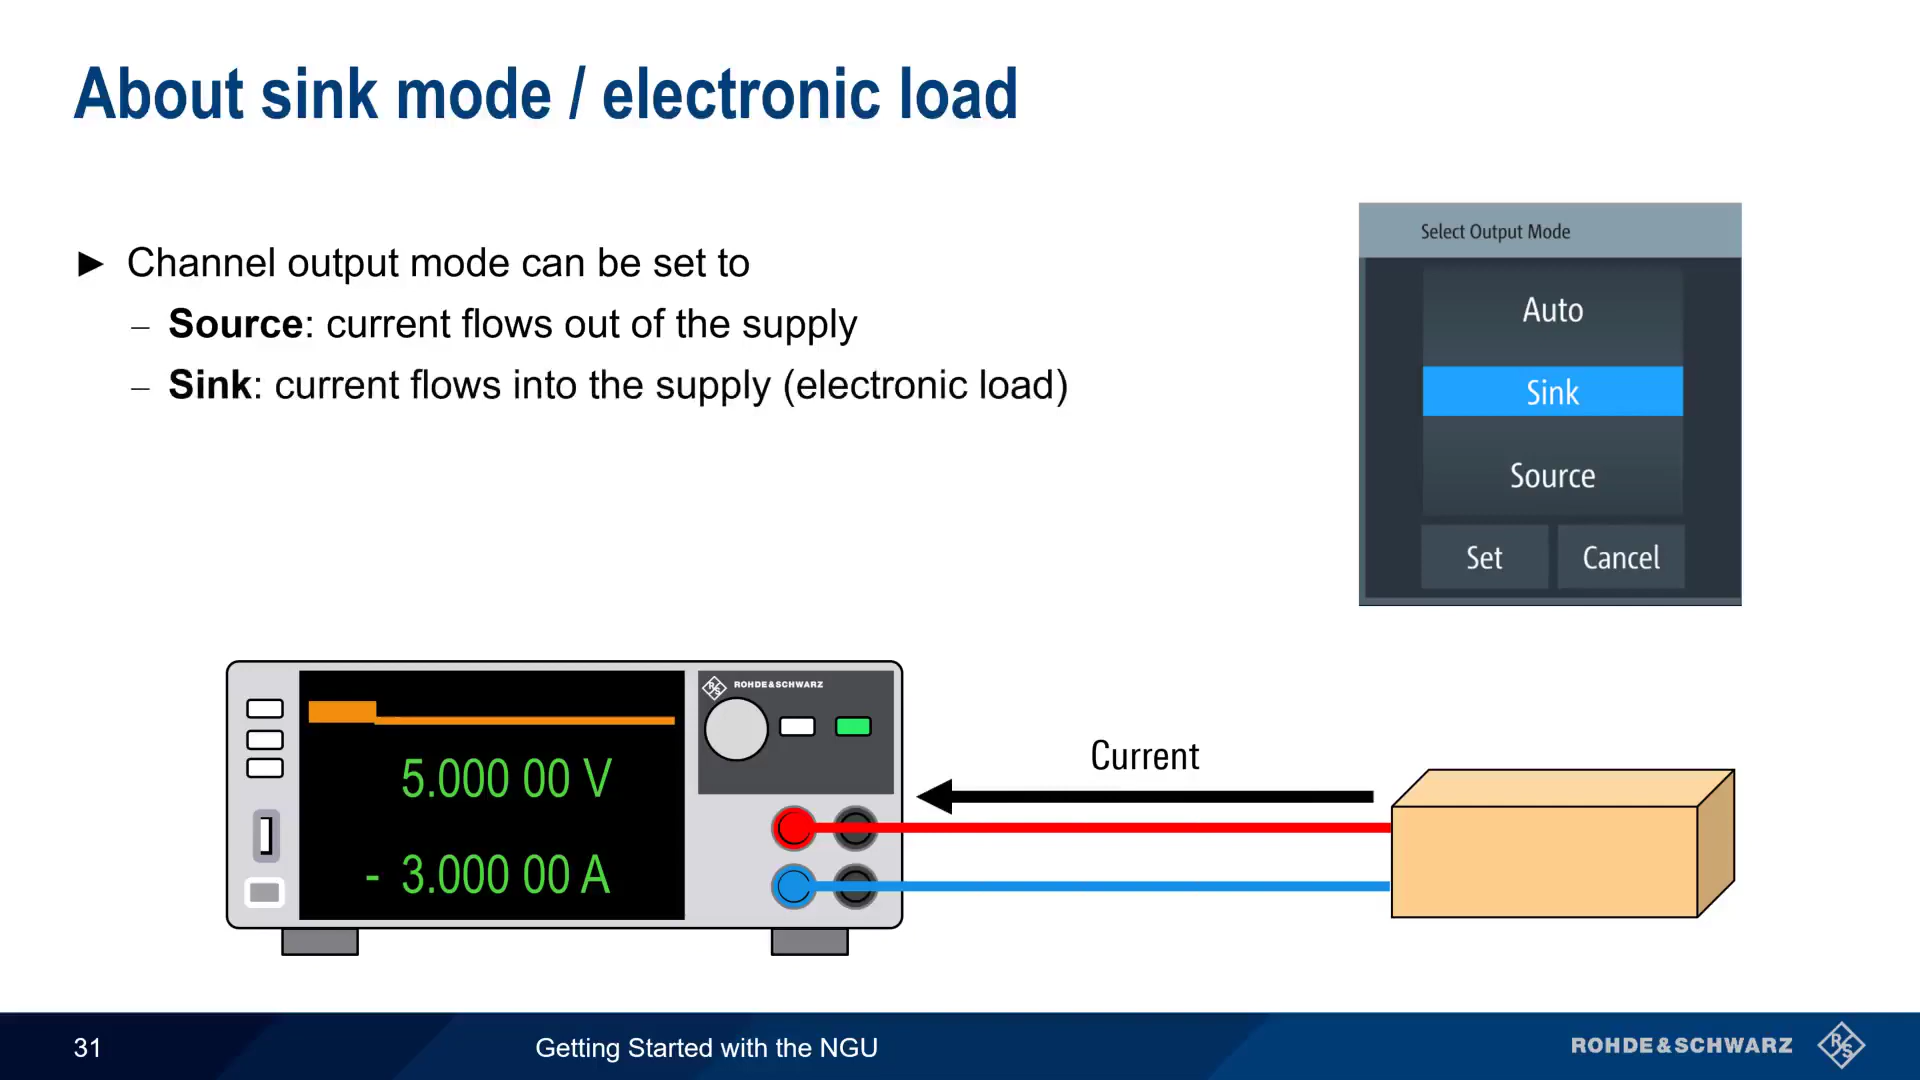 About sink mode / electronic load
► Channel output mode can be set to
– Source: current flows out of the supply
– Sink: current flows into the supply (electronic load)
Select Output Mode
Auto
Sink
Source
Set Cancel
ROHDE&SCHWARZ
5.000 00 V
- 3.000 00 A
Current
31
Getting Started with the NGU
ROHDE&SCHWARZ